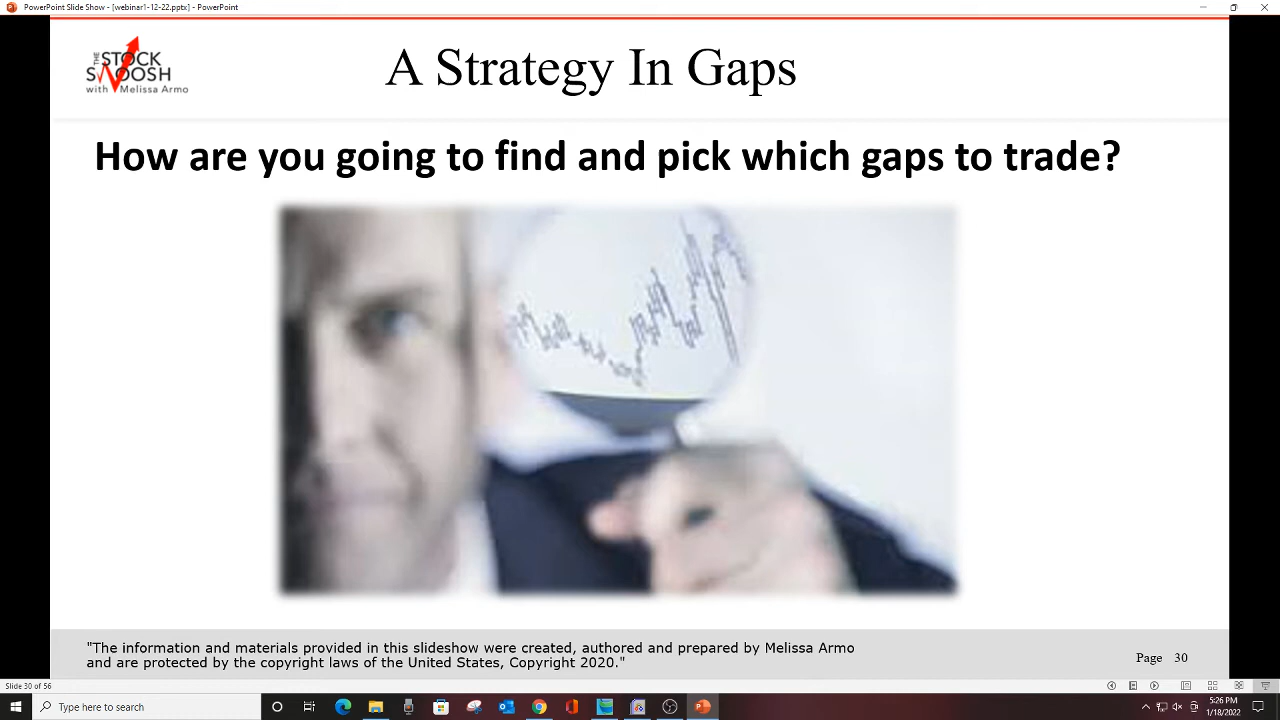 PowerPoint Slide Show - [webinar1-12-22.pptx] - PowerPoint
THE
STOCK
SWOOSH
with Melissa Armo
A Strategy In Gaps
How are you going to find and pick which gaps to trade?
"The information and materials provided in this slideshow were created, authored and prepared by Melissa Armo
and are protected by the copyright laws of the United States, Copyright 2020."
Page 30
Slide 30 of 56
Type here to search
5:26 PM
1/18/2022